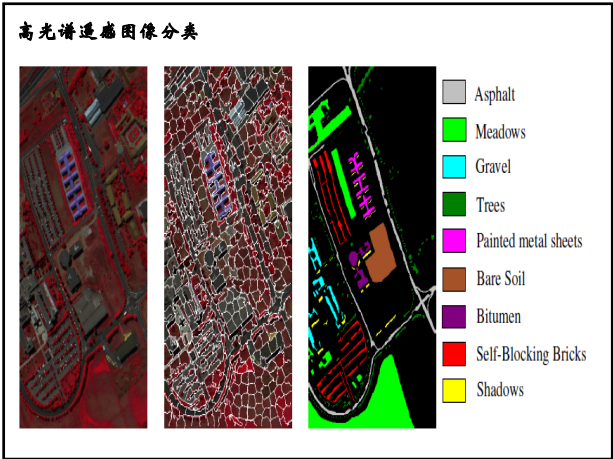 高光谱遥感图像分类
Asphalt
Meadows
Gravel
Trees
Painted metal sheets
Bare Soil
Bitumen
Self-Blocking Bricks
Shadows